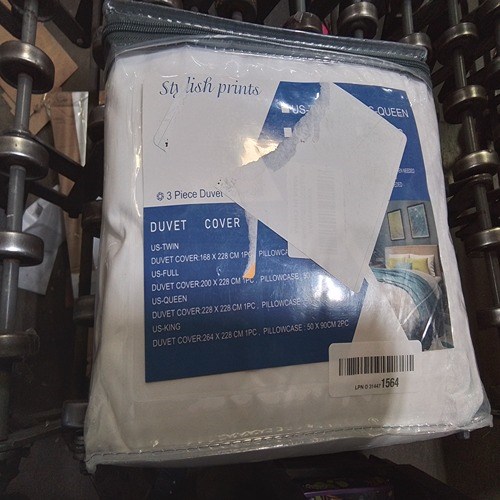 Stylish prints
US-QUEEN
3 Piece Duvet
DUVET COVER
US-TWIN
DUVET COVER:168 X 228 CM 1PC,
US-FULL
DUVET COVER:200 X 228 CM 1PC, PILLOWCASE:
US-QUEEN
DUVET COVER:228 X 228 CM 1PC, PILLOWCASE:
US-KING
DUVET COVER:264 X 228 CM 1PC, PILLOWCASE: 50 X 90CM 2PC
1564